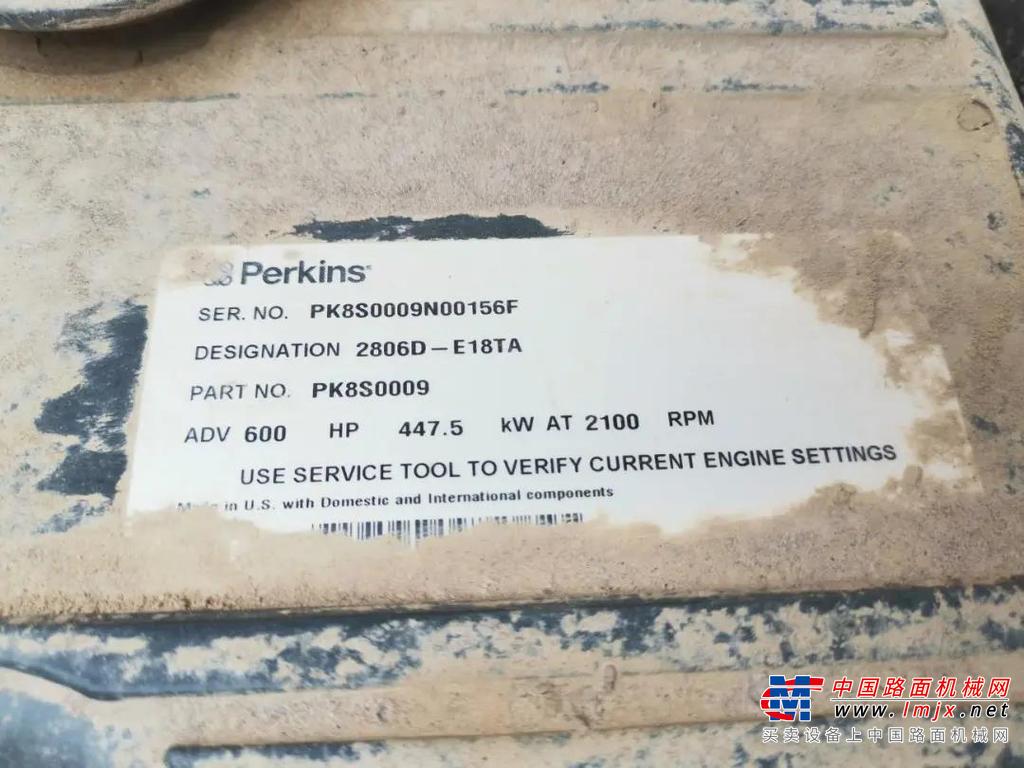 Perkins
SER. NO. PK8S0009N00156F
DESIGNATION 2806D-E18TA
PART NO. PK8S0009
ADV 600 HP 447.5 kW AT 2100 RPM
USE SERVICE TOOL TO VERIFY CURRENT ENGINE SETTINGS
Made in U.S. with Domestic and International components
中国路面机械网
www.lmjx.net
买卖设备上中国路面机械网